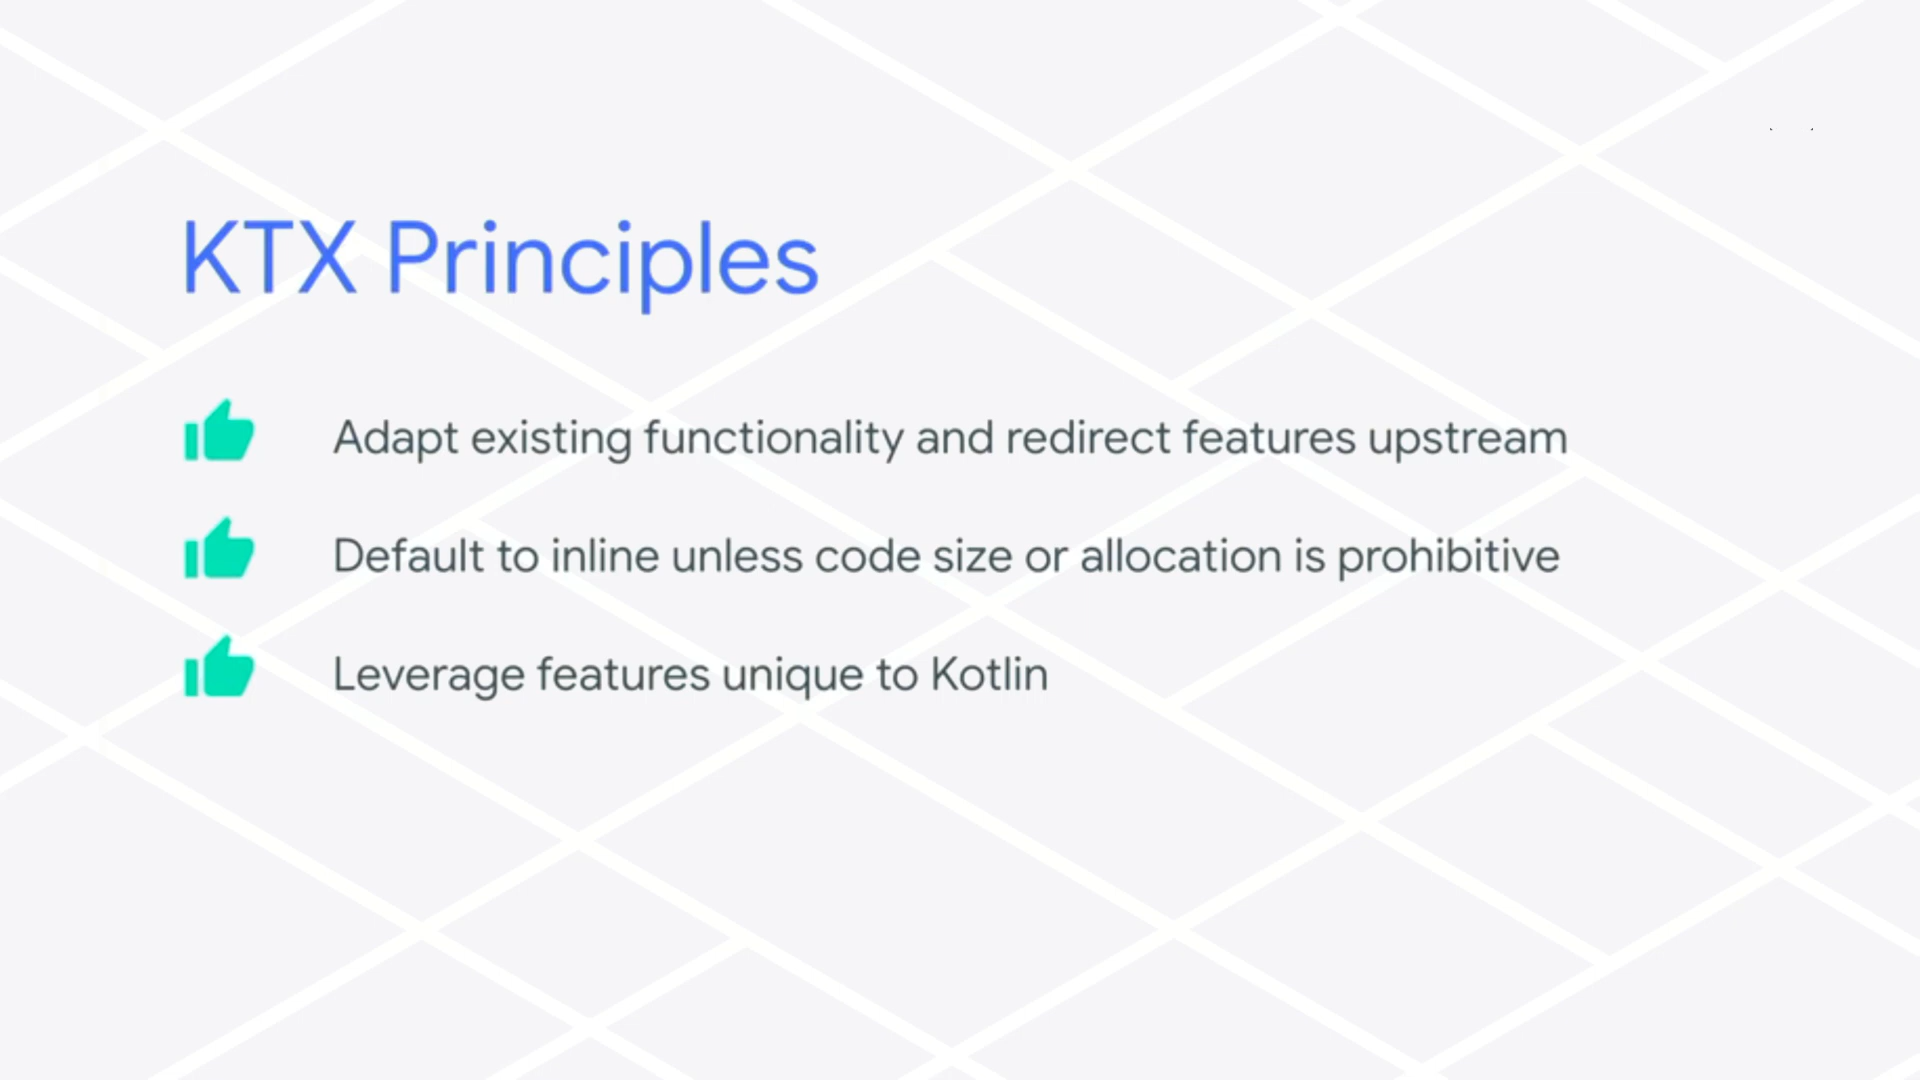 KTX Principles
Adapt existing functionality and redirect features upstream
Default to inline unless code size or allocation is prohibitive
Leverage features unique to Kotlin